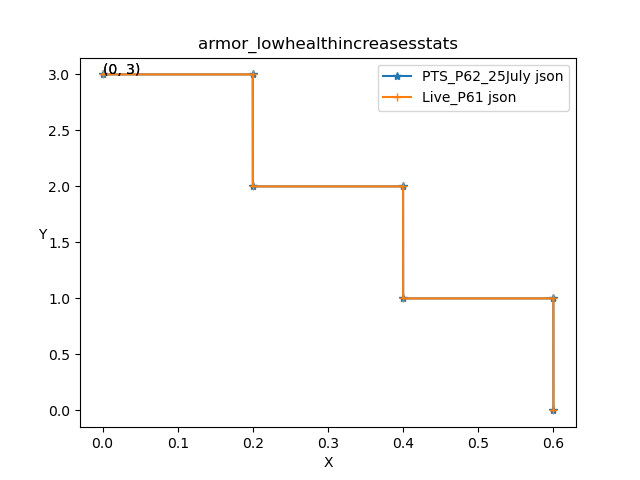 armor_lowhealthincreasesstats
(0, 3)
PTS_P62_25July json
Live_P61 json
3.0
2.5
2.0
Y
1.5
1.0
0.5
0.0
0.0 0.1 0.2 0.3 0.4 0.5 0.6
X